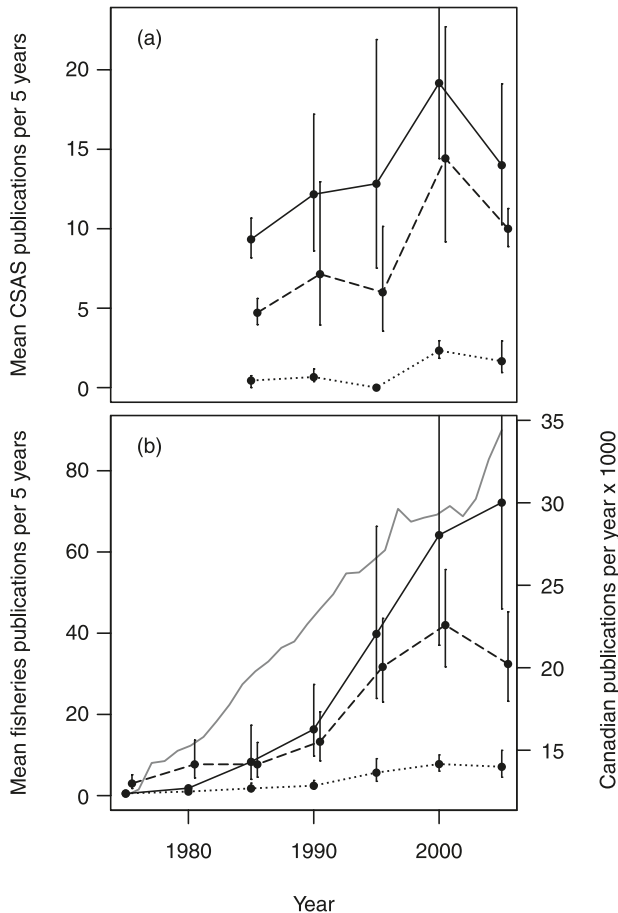 (a)
20
15
10
5
0
Mean CSAS publications per 5 years
(b)
80
60
40
20
0
Mean fisheries publications per 5 years
35
30
25
20
15
Canadian publications per year x 1000
1980 1990 2000
Year